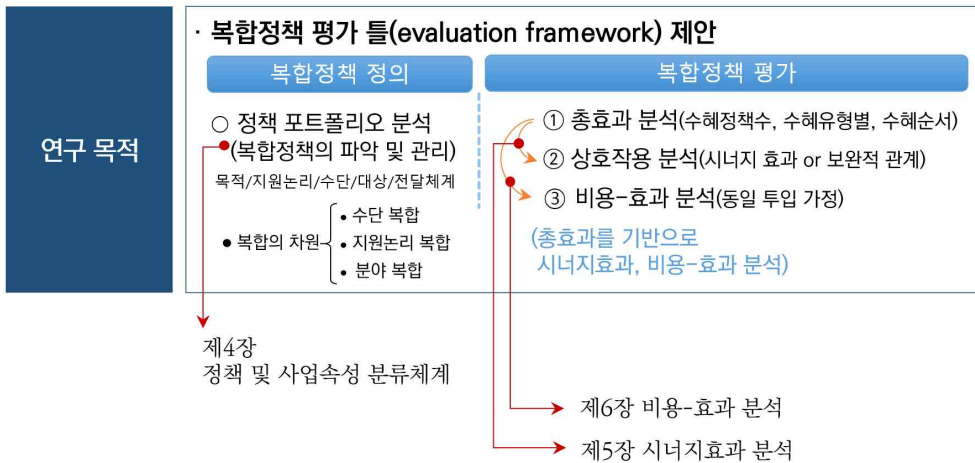 연구 목적
· 복합정책 평가 틀(evaluation framework) 제안
복합정책 정의
○ 정책 포트폴리오 분석
(복합정책의 파악 및 관리)
목적/지원논리/수단/대상/전달체계
● 복합의 차원
• 수단 복합
• 지원논리 복합
• 분야 복합
복합정책 평가
① 총효과 분석(수혜정책수, 수혜유형별, 수혜순서)
② 상호작용 분석(시너지 효과 or 보완적 관계)
③ 비용-효과 분석(동일 투입 가정)
(총효과를 기반으로
시너지효과, 비용-효과 분석)
제4장
정책 및 사업속성 분류체계
제6장 비용-효과 분석
제5장 시너지효과 분석